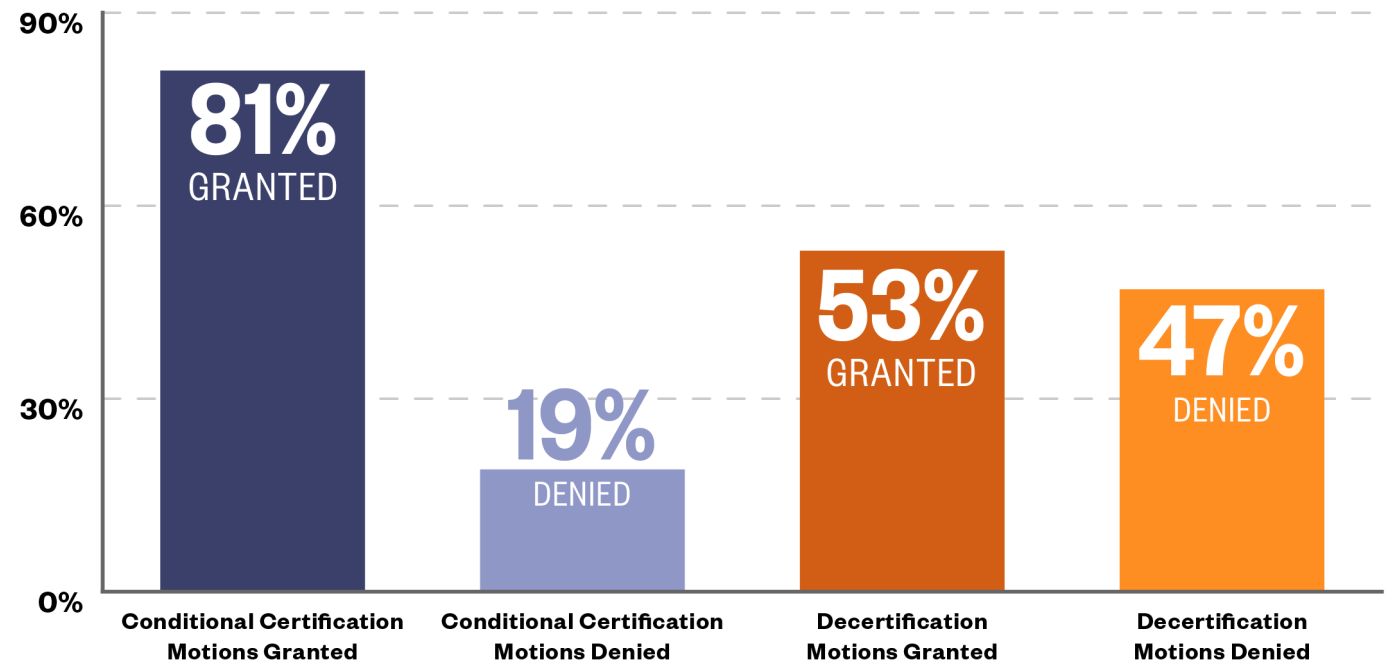 90%
60%
30%
0%
81%
GRANTED
19%
DENIED
53%
GRANTED
47%
DENIED
Conditional Certification
Motions Granted
Conditional Certification
Motions Denied
Decertification
Motions Granted
Decertification
Motions Denied